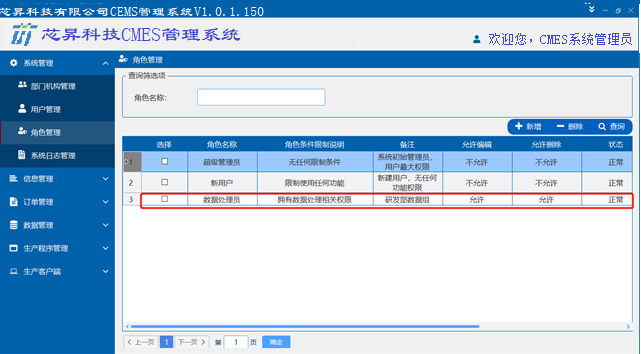 芯昇科技有限公司CEMS管理系统V1.0.1.150
芯昇科技CMES管理系统
欢迎您，CMES系统管理员
系统管理
部门机构管理
用户管理
角色管理
系统日志管理
信息管理
订单管理
数据管理
生产程序管理
生产客户端
角色管理
查询筛选项
角色名称：
新增 删除 查询
选择 角色名称 角色条件限制说明 备注 允许编辑 允许删除 状态
1 超级管理员 无任何限制条件 系统初始管理员，用户最大权限 不允许 不允许 正常
2 新用户 限制使用任何功能 新建用户，无任何功能权限 不允许 不允许 正常
3 数据处理员 拥有数据处理相关权限 研发部数据组 允许 允许 正常
上一页 1 下一页 第 1 页 确定